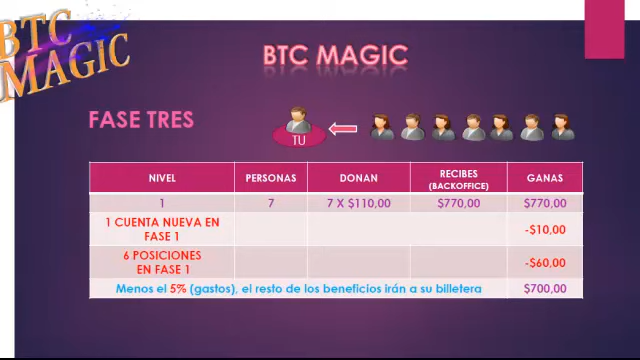 BTC
MAGIC
BTC MAGIC
FASE TRES
TU
NIVEL PERSONAS DONAN RECIBES (BACKOFFICE) GANAS
1 7 7 X $110,00 $770,00 $770,00
1 CUENTA NUEVA EN
FASE 1 -$10,00
6 POSICIONES
EN FASE 1 -$60,00
Menos el 5% (gastos), el resto de los beneficios irán a su billetera $700,00